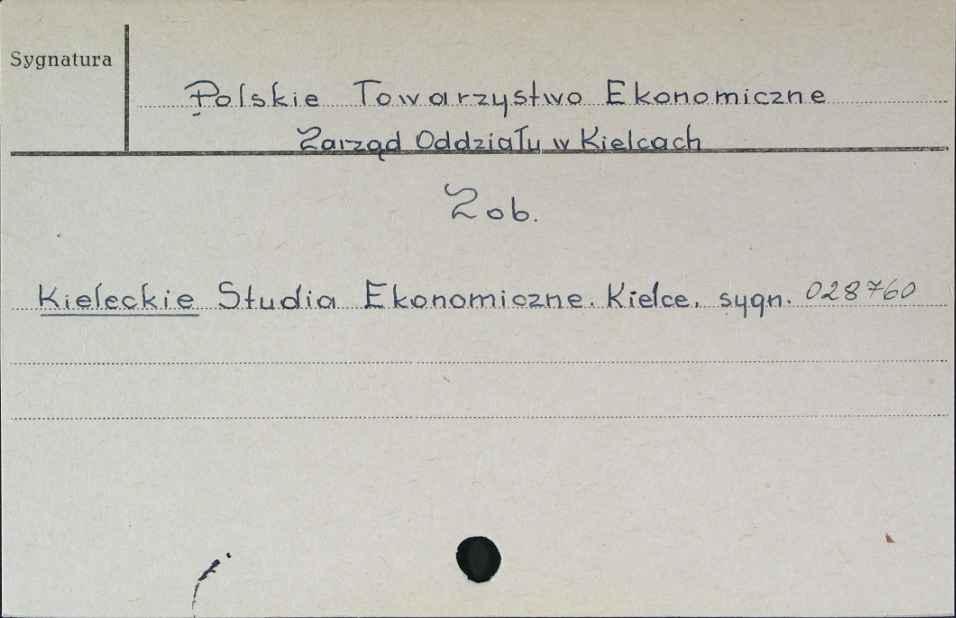 Sygnatura
Polskie Towarzystwo Ekonomiczne
Zarząd Oddziału w Kielcach
Zob.
Kieleckie Studia Ekonomiczne. Kielce. sygn. 028760